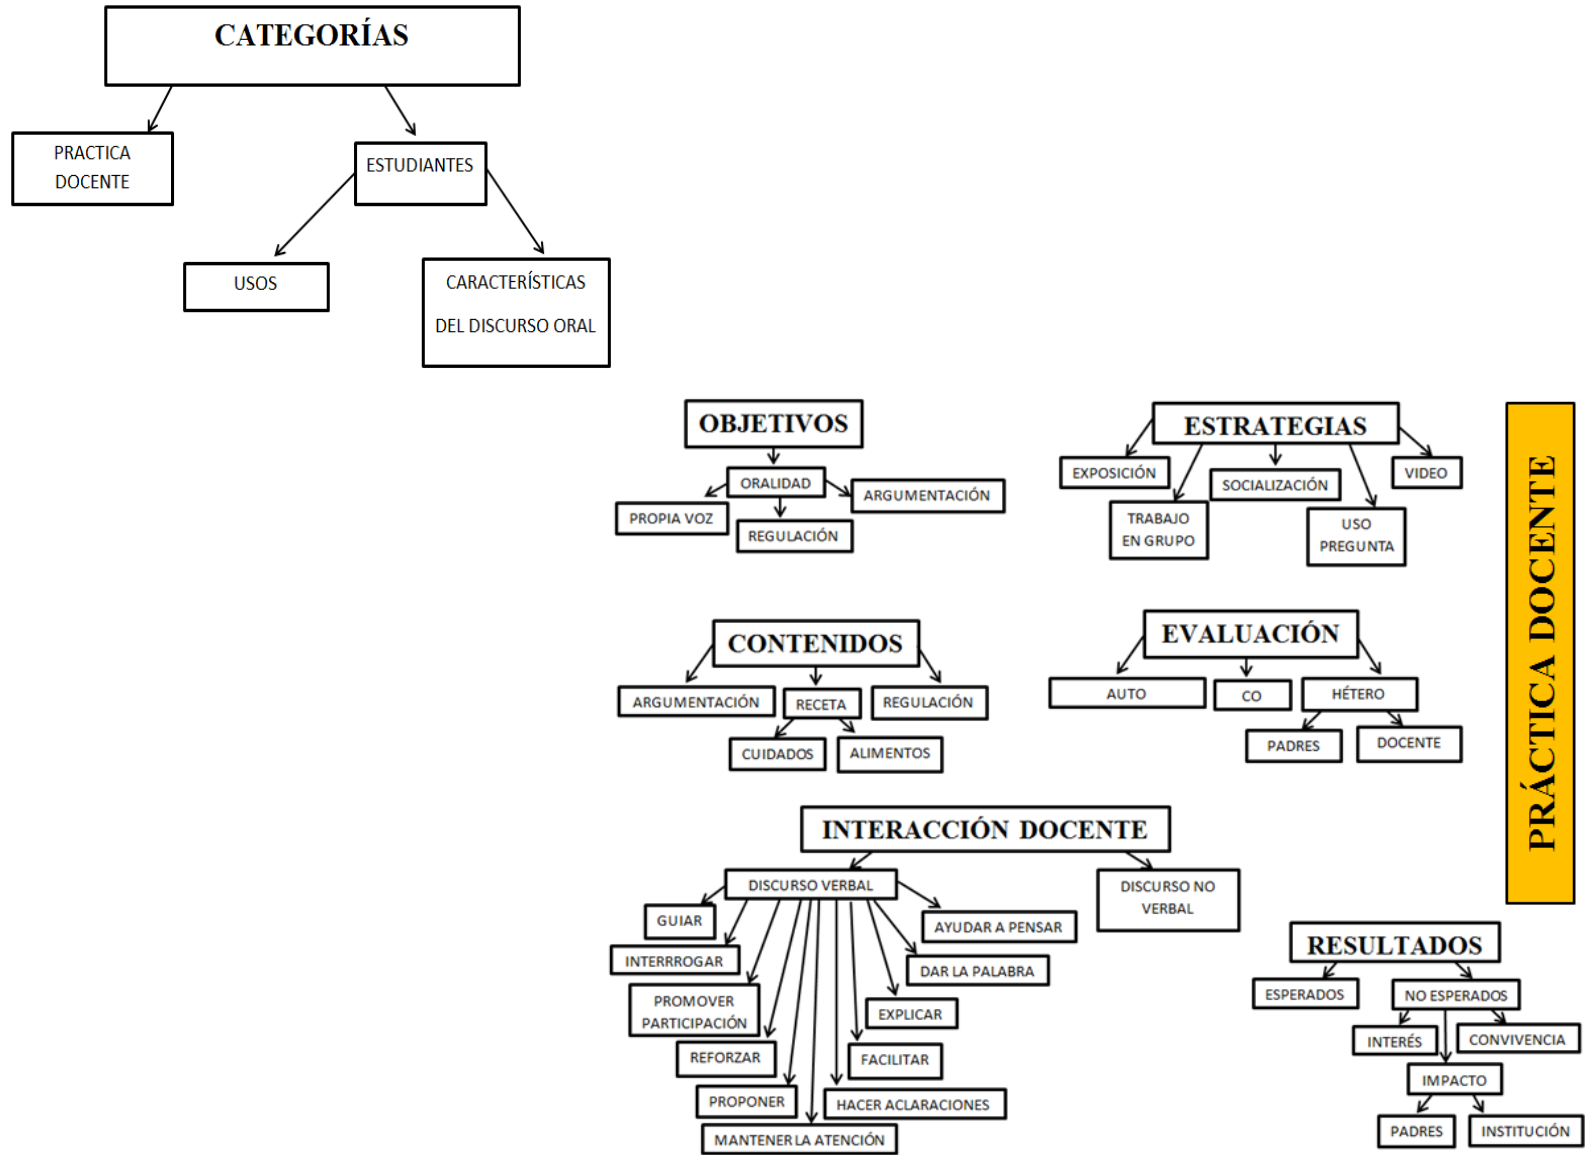 CATEGORÍAS
PRACTICA
DOCENTE
ESTUDIANTES
USOS
CARACTERÍSTICAS
DEL DISCURSO ORAL
OBJETIVOS
ORALIDAD
PROPIA VOZ
REGULACIÓN
ARGUMENTACIÓN
ESTRATEGIAS
EXPOSICIÓN
TRABAJO
EN GRUPO
SOCIALIZACIÓN
USO
PREGUNTA
VIDEO
PRÁCTICA DOCENTE
CONTENIDOS
ARGUMENTACIÓN
RECETA
REGULACIÓN
CUIDADOS
ALIMENTOS
EVALUACIÓN
AUTO
CO
HÉTERO
PADRES
DOCENTE
INTERACCIÓN DOCENTE
DISCURSO VERBAL
DISCURSO NO
VERBAL
GUIAR
INTERRROGAR
PROMOVER
PARTICIPACIÓN
REFORZAR
PROPONER
MANTENER LA ATENCIÓN
HACER ACLARACIONES
FACILITAR
EXPLICAR
DAR LA PALABRA
AYUDAR A PENSAR
RESULTADOS
ESPERADOS
NO ESPERADOS
INTERÉS
CONVIVENCIA
IMPACTO
PADRES
INSTITUCIÓN